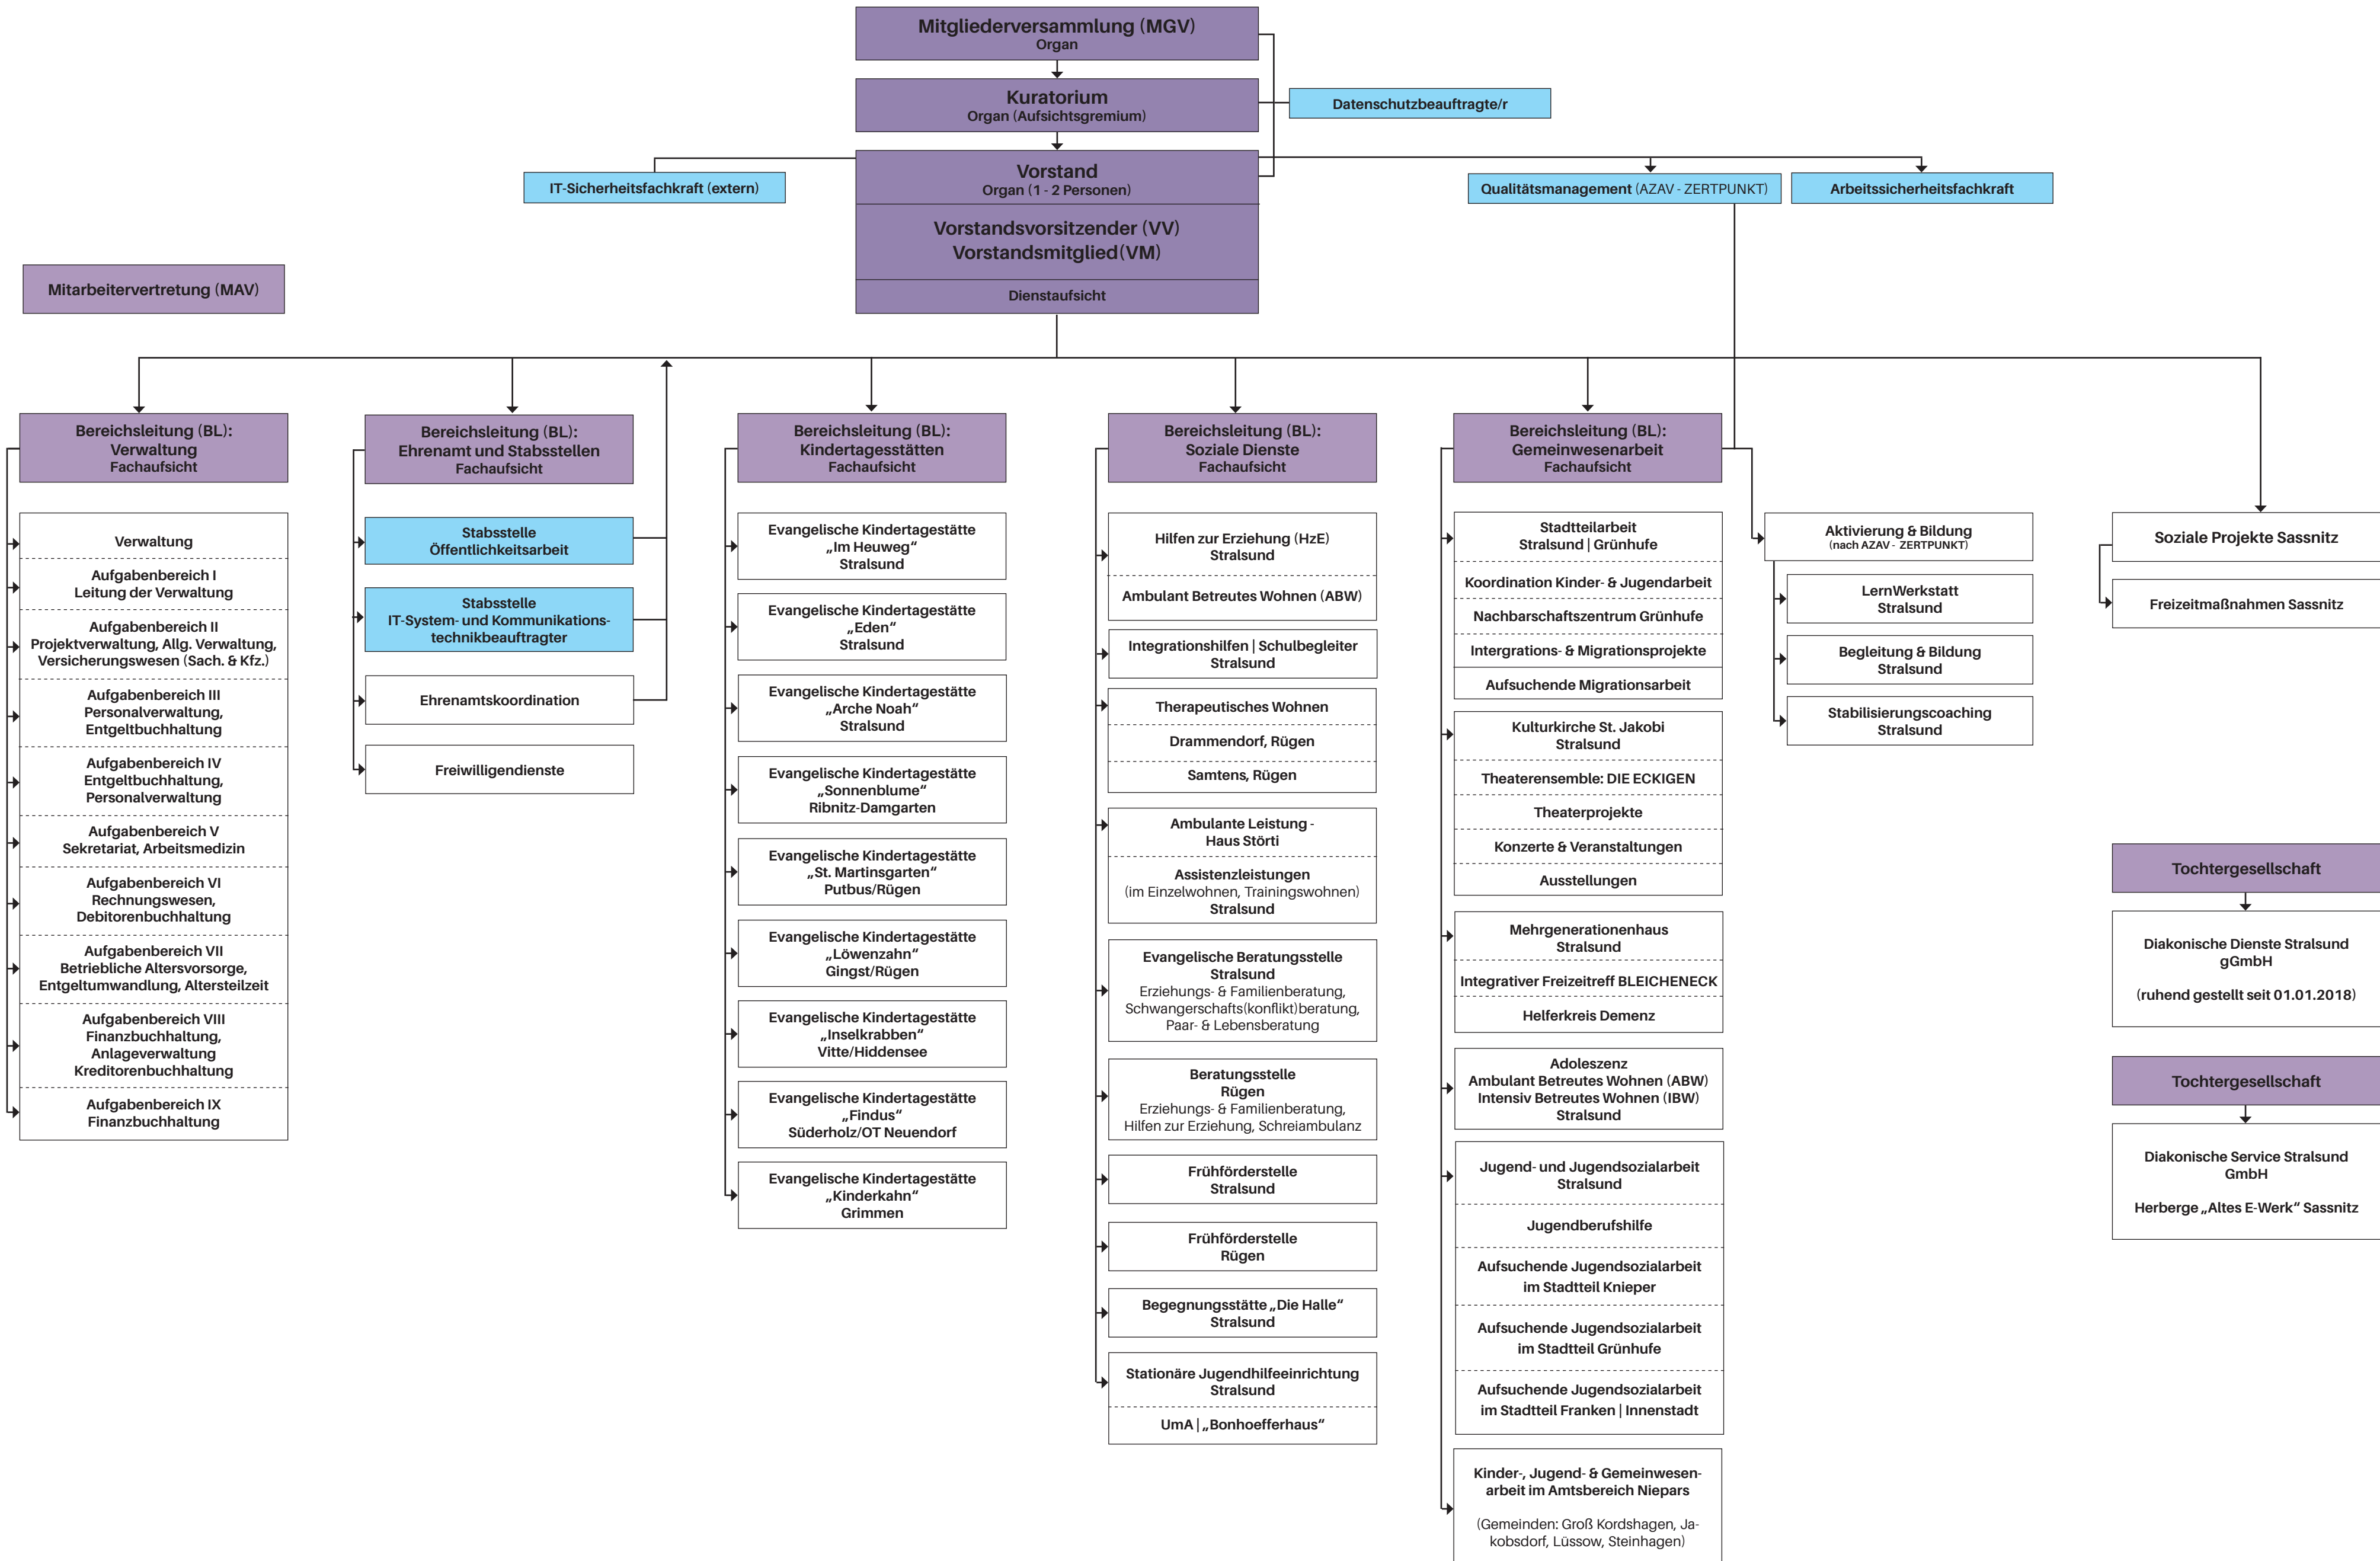 Mitgliederversammlung (MGV)
Organ
Kuratorium
Organ (Aufsichtsgremium)
Datenschutzbeauftragte/r
Vorstand
Organ (1 - 2 Personen)
IT-Sicherheitsfachkraft (extern)
Qualitätsmanagement (AZAV - ZERTPUNKT)
Arbeitssicherheitsfachkraft
Vorstandsvorsitzender (VV)
Vorstandsmitglied(VM)
Dienstaufsicht
Mitarbeitervertretung (MAV)
Bereichsleitung (BL):
Verwaltung
Fachaufsicht
Verwaltung
Aufgabenbereich I
Leitung der Verwaltung
Aufgabenbereich II
Projektverwaltung, Allg. Verwaltung,
Versicherungswesen (Sach. & Kfz.)
Aufgabenbereich III
Personalverwaltung,
Entgeltbuchhaltung
Aufgabenbereich IV
Entgeltbuchhaltung,
Personalverwaltung
Aufgabenbereich V
Sekretariat, Arbeitsmedizin
Aufgabenbereich VI
Rechnungswesen,
Debitorenbuchhaltung
Aufgabenbereich VII
Betriebliche Altersvorsorge,
Entgeltumwandlung, Altersteilzeit
Aufgabenbereich VIII
Finanzbuchhaltung,
Anlageverwaltung
Kreditorenbuchhaltung
Aufgabenbereich IX
Finanzbuchhaltung
Bereichsleitung (BL):
Ehrenamt und Stabsstellen
Fachaufsicht
Stabsstelle
Öffentlichkeitsarbeit
Stabsstelle
IT-System- und Kommunikations-
technikbeauftragter
Ehrenamtskoordination
Freiwilligendienste
Bereichsleitung (BL):
Kindertagesstätten
Fachaufsicht
Evangelische Kindertagestätte
„Im Heuweg“
Stralsund
Evangelische Kindertagestätte
„Eden“
Stralsund
Evangelische Kindertagestätte
„Arche Noah“
Stralsund
Evangelische Kindertagestätte
„Sonnenblume“
Ribnitz-Damgarten
Evangelische Kindertagestätte
„St. Martinsgarten“
Putbus/Rügen
Evangelische Kindertagestätte
„Löwenzahn“
Gingst/Rügen
Evangelische Kindertagestätte
„Inselkrabben“
Vitte/Hiddensee
Evangelische Kindertagestätte
„Findus“
Süderholz/OT Neuendorf
Evangelische Kindertagestätte
„Kinderkahn“
Grimmen
Bereichsleitung (BL):
Soziale Dienste
Fachaufsicht
Hilfen zur Erziehung (HzE)
Stralsund
Ambulant Betreutes Wohnen (ABW)
Integrationshilfen | Schulbegleiter
Stralsund
Therapeutisches Wohnen
Drammendorf, Rügen
Samtens, Rügen
Ambulante Leistung -
Haus Störti
Assistenzleistungen
(im Einzelwohnen, Trainingswohnen)
Stralsund
Evangelische Beratungsstelle
Stralsund
Erziehungs- & Familienberatung,
Schwangerschafts(konflikt)beratung,
Paar- & Lebensberatung
Beratungsstelle
Rügen
Erziehungs- & Familienberatung,
Hilfen zur Erziehung, Schreiambulanz
Frühförderstelle
Stralsund
Frühförderstelle
Rügen
Begegnungsstätte „Die Halle“
Stralsund
Stationäre Jugendhilfeeinrichtung
Stralsund
UmA | „Bonhoefferhaus“
Bereichsleitung (BL):
Gemeinwesenarbeit
Fachaufsicht
Stadtteilarbeit
Stralsund | Grünhufe
Koordination Kinder- & Jugendarbeit
Nachbarschaftszentrum Grünhufe
Intergrations- & Migrationsprojekte
Aufsuchende Migrationsarbeit
Kulturkirche St. Jakobi
Stralsund
Theaterensemble: DIE ECKIGEN
Theaterprojekte
Konzerte & Veranstaltungen
Ausstellungen
Mehrgenerationenhaus
Stralsund
Integrativer Freizeitreff BLEICHENECK
Helferkreis Demenz
Adoleszenz
Ambulant Betreutes Wohnen (ABW)
Intensiv Betreutes Wohnen (IBW)
Stralsund
Jugend- und Jugendsozialarbeit
Stralsund
Jugendberufshilfe
Aufsuchende Jugendsozialarbeit
im Stadtteil Knieper
Aufsuchende Jugendsozialarbeit
im Stadtteil Grünhufe
Aufsuchende Jugendsozialarbeit
im Stadtteil Franken | Innenstadt
Kinder-, Jugend- & Gemeinwesen-
arbeit im Amtsbereich Niepars
(Gemeinden: Groß Kordshagen, Ja-
kobsdorf, Lüssow, Steinhagen)
Aktivierung & Bildung
(nach AZAV - ZERTPUNKT)
LernWerkstatt
Stralsund
Begleitung & Bildung
Stralsund
Stabilisierungscoaching
Stralsund
Soziale Projekte Sassnitz
Freizeitmaßnahmen Sassnitz
Tochtergesellschaft
Diakonische Dienste Stralsund
gGmbH
(ruhend gestellt seit 01.01.2018)
Tochtergesellschaft
Diakonische Service Stralsund
GmbH
Herberge „Altes E-Werk“ Sassnitz